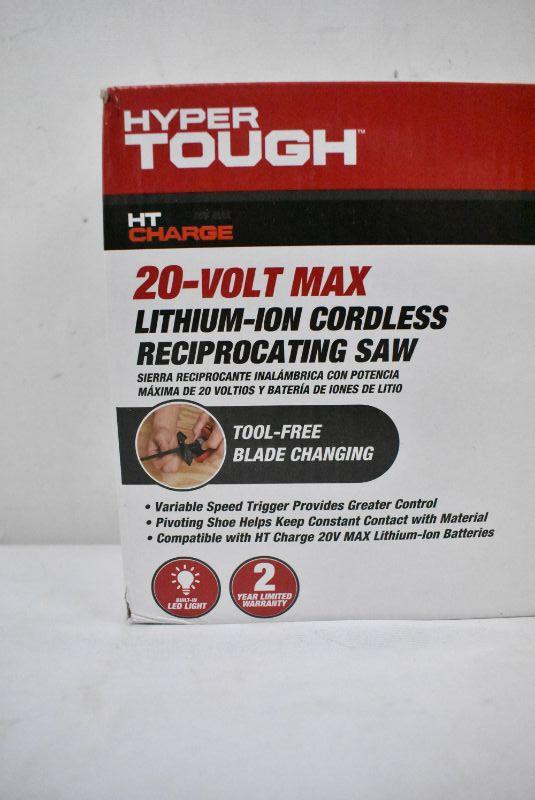 HYPER
TOUGH™
HT
CHARGE
20-VOLT MAX
LITHIUM-ION CORDLESS
RECIPROCATING SAW
SIERRA RECIPROCANTE INALÁMBRICA CON POTENCIA
MÁXIMA DE 20 VOLTIOS Y BATERÍA DE IONES DE LITIO
TOOL-FREE
BLADE CHANGING
• Variable Speed Trigger Provides Greater Control
• Pivoting Shoe Helps Keep Constant Contact with Material
• Compatible with HT Charge 20V MAX Lithium-Ion Batteries
BUILT-IN
LED LIGHT
2
YEAR LIMITED
WARRANTY